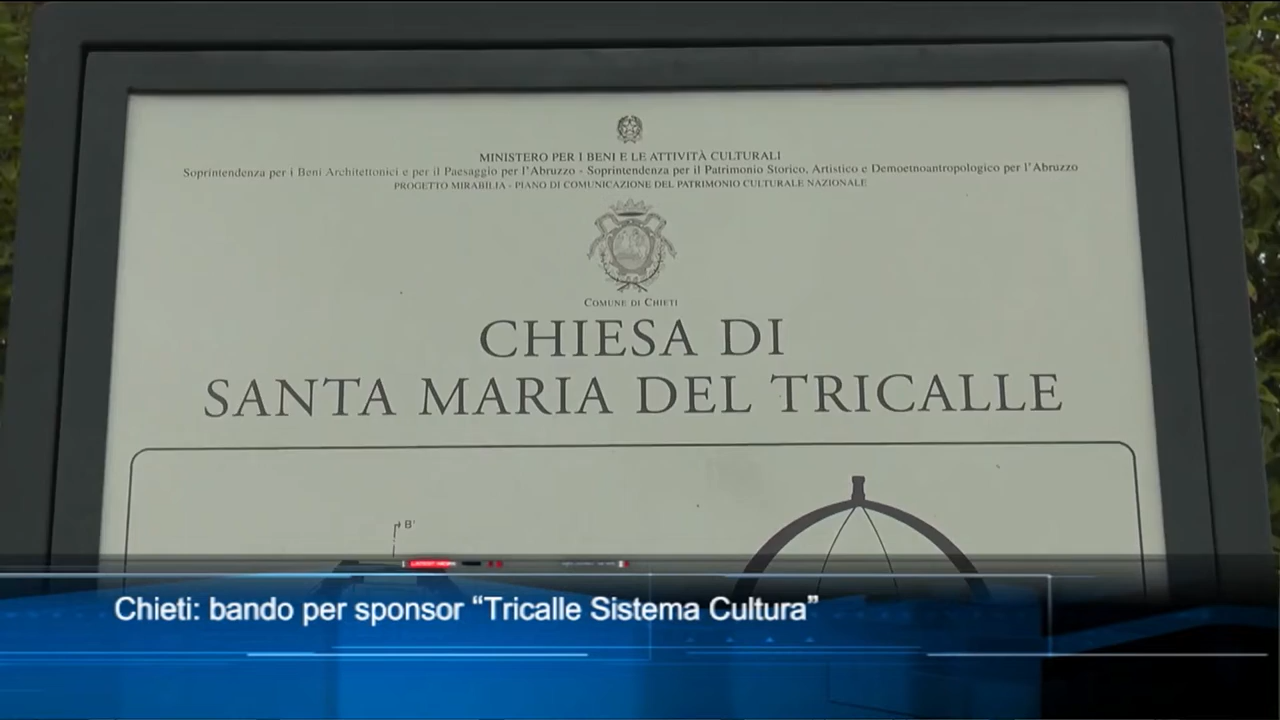 MINISTERO PER I BENI E LE ATTIVITÀ CULTURALI
Soprintendenza per i Beni Architettonici e per il Paesaggio per l'Abruzzo - Soprintendenza per il Patrimonio Storico, Artistico e Demoetnoantropologico per l'Abruzzo
PROGETTO MIRABILIA - PIANO DI COMUNICAZIONE DEL PATRIMONIO CULTURALE NAZIONALE
COMUNE DI CHIETI
CHIESA DI
SANTA MARIA DEL TRICALLE
B'
Chieti: bando per sponsor “Tricalle Sistema Cultura”